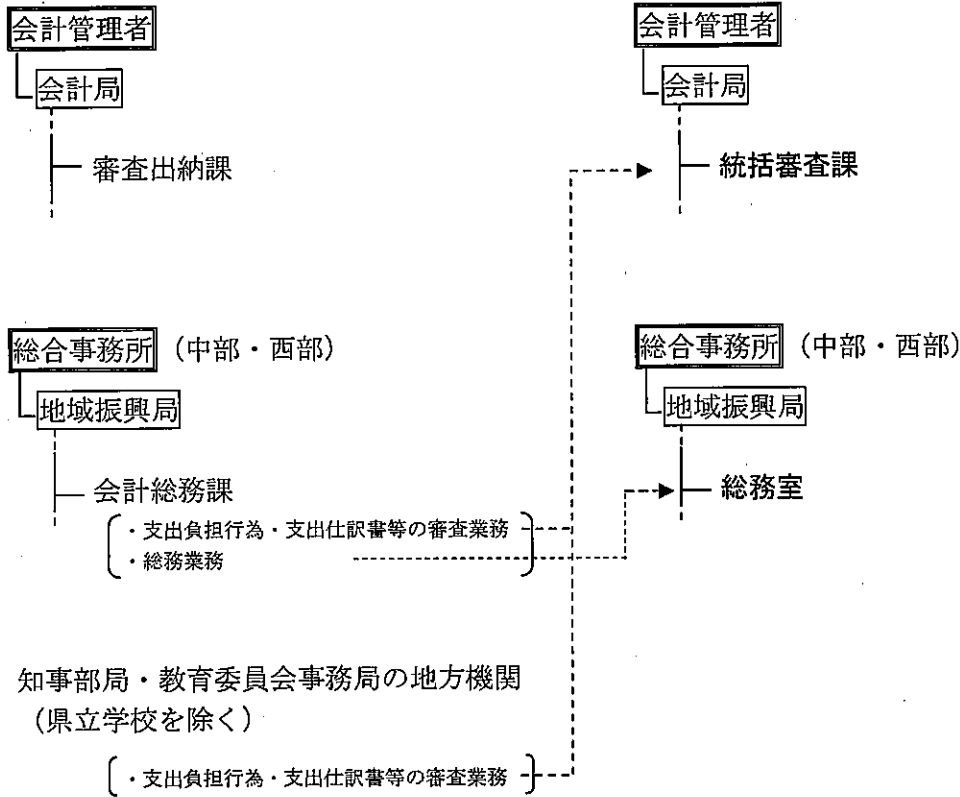 会計管理者
会計局
審査出納課
総合事務所（中部・西部）
地域振興局
会計総務課
・支出負担行為・支出仕訳書等の審査業務
・総務業務
知事部局・教育委員会事務局の地方機関
（県立学校を除く）
・支出負担行為・支出仕訳書等の審査業務
会計管理者
会計局
統括審査課
総合事務所（中部・西部）
地域振興局
総務室